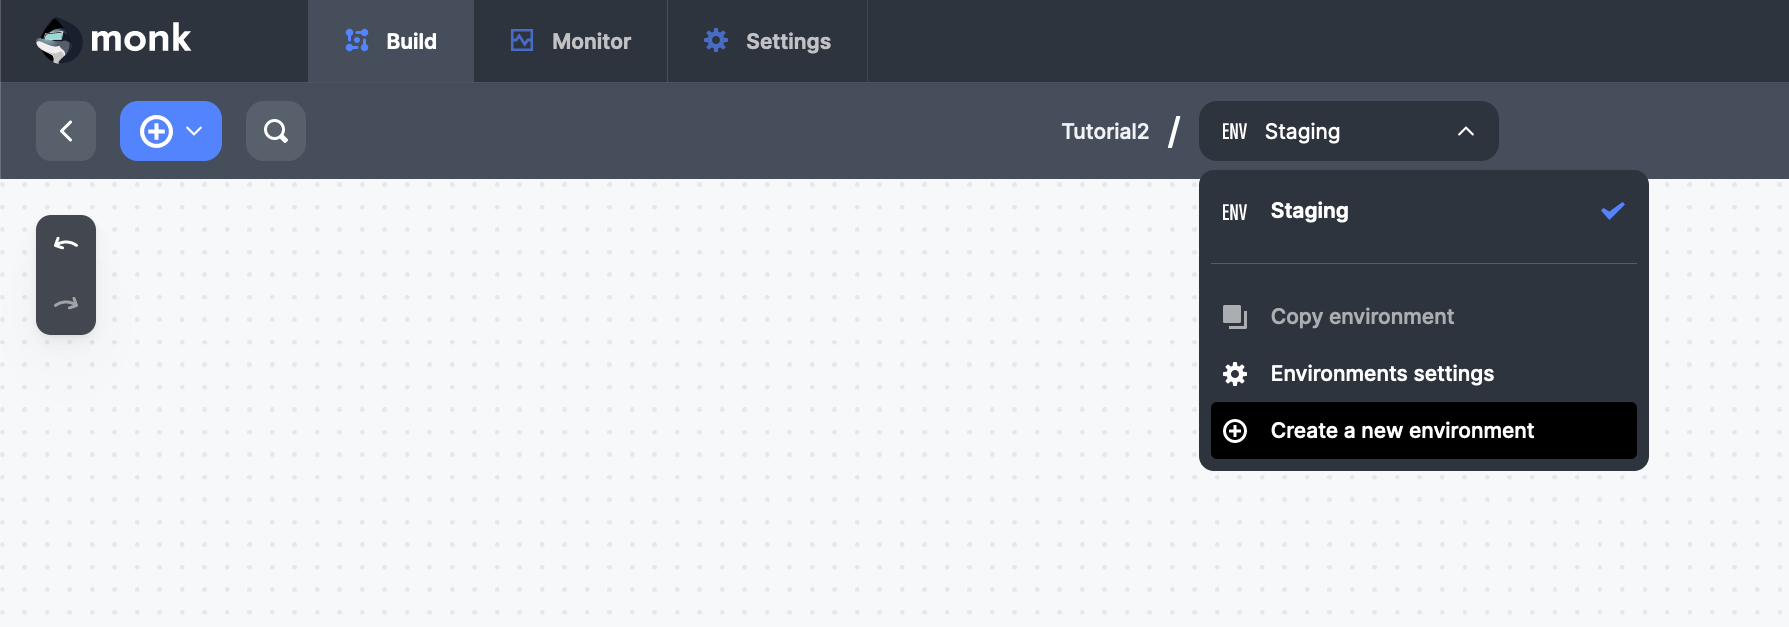 monk
Build
Monitor
Settings
Tutorial2 / ENV Staging
ENV Staging
Copy environment
Environments settings
Create a new environment